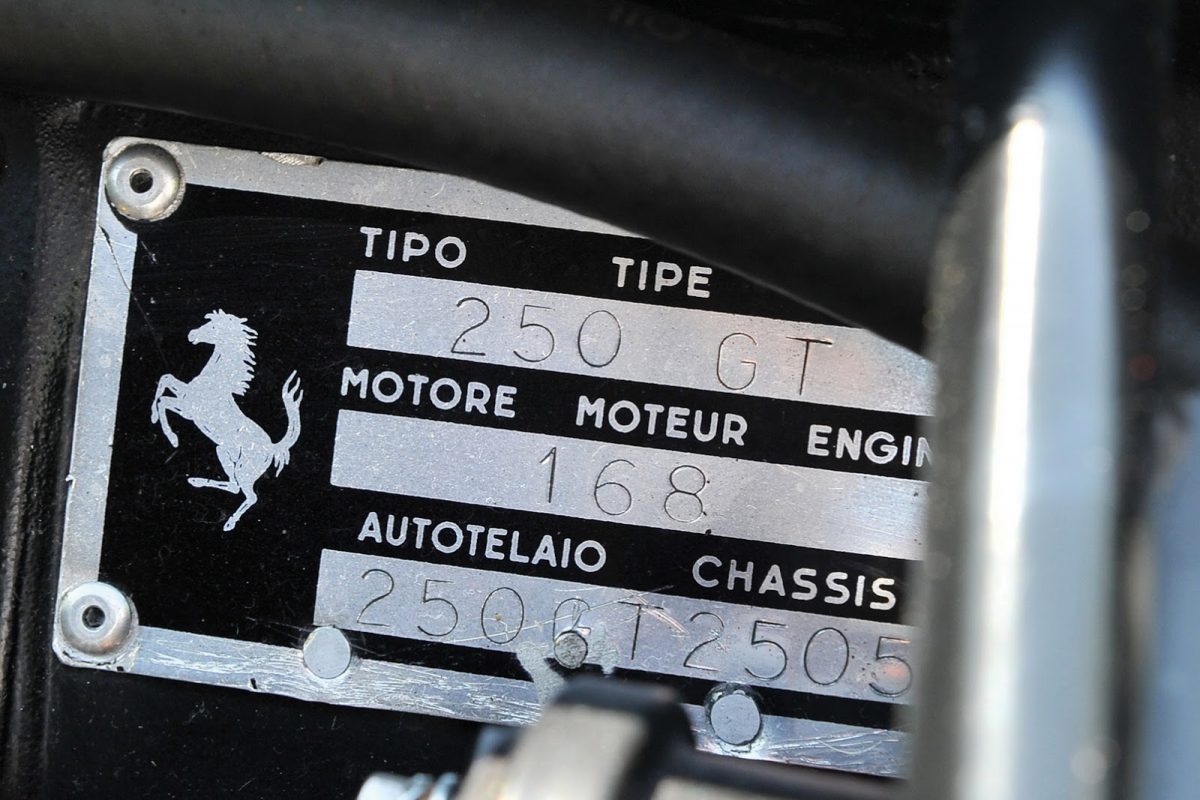 TIPO TIPE
250 GT
MOTORE MOTEUR ENGIN
168
AUTOTELAIO CHASSIS
250GT2505